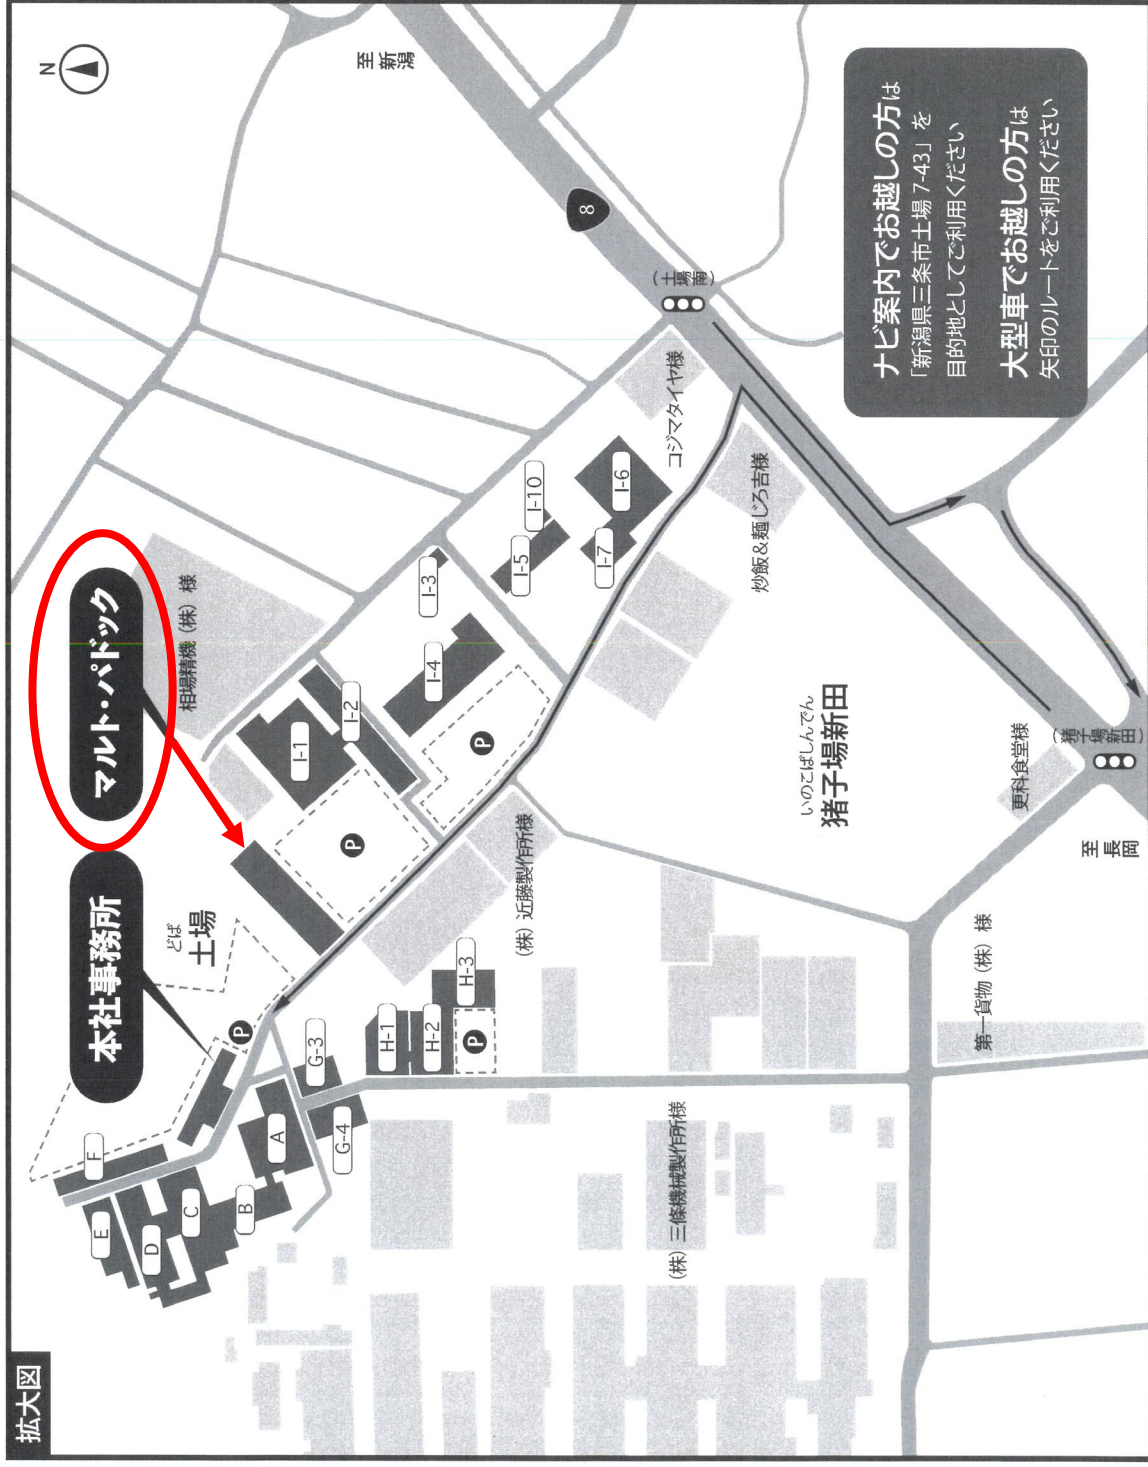 拡大図
N
本社事務所
マルト・パドック
どば
土場
相場精機(株)様
E
F
D
C
B
A
G-3
G-4
P
I-1
I-2
P
I-3
I-4
P
H-1
H-2
H-3
P
I-5
I-10
I-7
I-6
至新潟
8
(土場南)
コジマタイヤ様
(株)近藤製作所様
(株)三條機械製作所様
炒飯&麺じろ吉様
いのこばしんでん
猪子場新田
第一貨物(株)様
更科食堂様
(猪子場新田)
至長岡
ナビ案内でお越しの方は
「新潟県三条市土場 7-43」を
目的地としてご利用ください
大型車でお越しの方は
矢印のルートをご利用ください